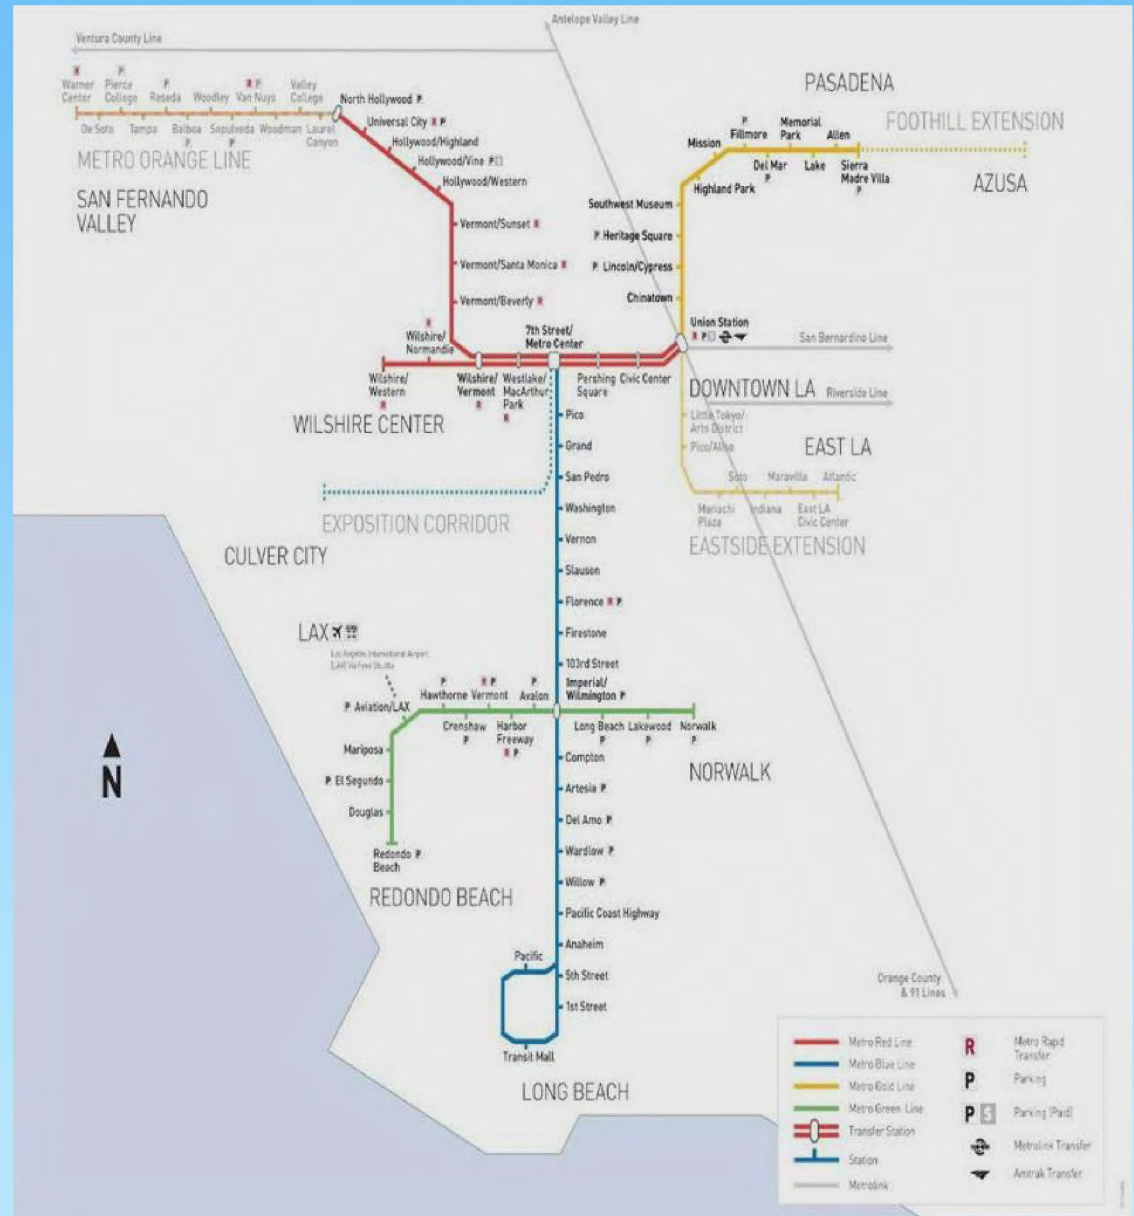 Antelope Valley Line
Ventura County Line
R
P
Warner
Center
Pierce
College
P
Reseda
Woodley
R P
Van Nuys
Valley
College
De Soto
Tampa
Balboa
P
Sepulveda
P
Woodman
Laurel
Canyon
METRO ORANGE LINE
SAN FERNANDO
VALLEY
North Hollywood P
Universal City R P
Hollywood/Highland
Hollywood/Vine P
Hollywood/Western
Vermont/Sunset R
Vermont/Santa Monica R
Vermont/Beverly R
R
Wilshire/
Normandie
7th Street/
Metro Center
Wilshire/
Western
R
Wilshire/
Vermont
R
Westlake/
MacArthur
Park
R
Pershing
Square
Civic Center
WILSHIRE CENTER
PASADENA
FOOTHILL EXTENSION
AZUSA
P
Fillmore
Memorial
Park
Allen
Mission
Del Mar
P
Lake
Sierra
Madre Villa
P
Highland Park
Southwest Museum
P Heritage Square
P Lincoln/Cypress
Chinatown
Union Station
R P
San Bernardino Line
DOWNTOWN LA
Riverside Line
Little Tokyo/
Arts District
Pico/Aliso
EAST LA
Soto
Maravilla
Atlantic
Mariachi
Plaza
Indiana
East LA
Civic Center
EASTSIDE EXTENSION
EXPOSITION CORRIDOR
CULVER CITY
Pico
Grand
San Pedro
Washington
Vernon
Slauson
Florence R P
Firestone
103rd Street
Imperial/
Wilmington P
LAX
Los Angeles International Airport
(LAX) Via Free Shuttle
P Aviation/LAX
P
Hawthorne
R P
Vermont
P
Avalon
Crenshaw
P
Harbor
Freeway
R P
Long Beach
P
Lakewood
P
Norwalk
P
Mariposa
P El Segundo
Douglas
Redondo P
Beach
REDONDO BEACH
NORWALK
N
Compton
Artesia P
Del Amo P
Wardlow P
Willow P
Pacific Coast Highway
Anaheim
Pacific
5th Street
1st Street
Transit Mall
LONG BEACH
Orange County
& 91 Lines
Metro Red Line
Metro Blue Line
Metro Gold Line
Metro Green Line
Transfer Station
Station
Metrolink
R Metro Rapid
Transfer
P Parking
P $ Parking (Paid)
Metrolink Transfer
Amtrak Transfer